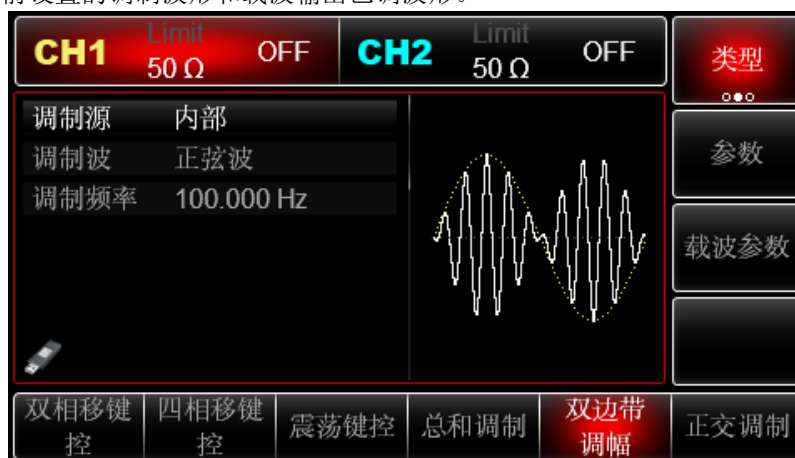 CH1 Limit 50 Ω OFF CH2 Limit 50 Ω OFF
类型
调制源 内部
调制波 正弦波
调制频率 100.000 Hz
参数
载波参数
双相移键控
四相移键控
震荡键控
总和调制
双边带调幅
正交调制